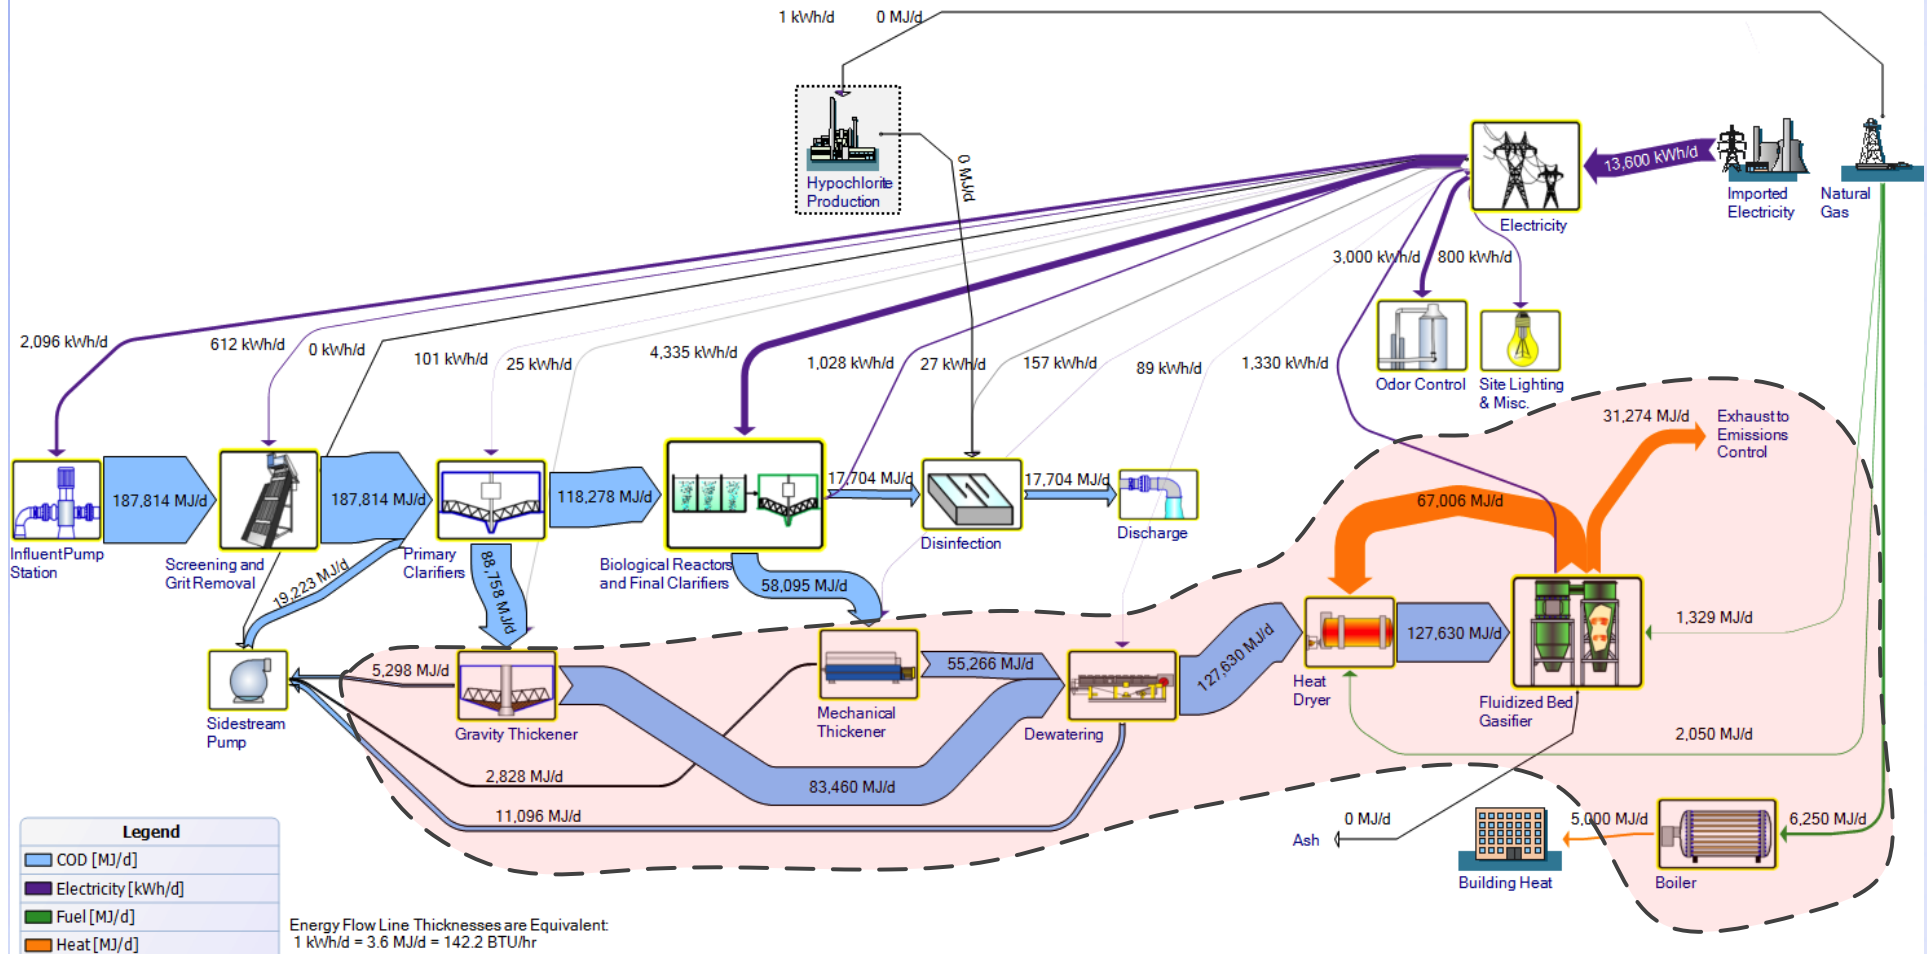 1 kWh/d
0 MJ/d
Hypochlorite
Production
0 MJ/d
13,600 kWh/d
Imported
Electricity
Natural
Gas
Electricity
3,000 kWh/d
800 kWh/d
2,096 kWh/d
612 kWh/d
0 kWh/d
101 kWh/d
25 kWh/d
4,335 kWh/d
1,028 kWh/d
27 kWh/d
157 kWh/d
89 kWh/d
1,330 kWh/d
Odor Control
Site Lighting
& Misc.
31,274 MJ/d
Exhaust to
Emissions
Control
187,814 MJ/d
187,814 MJ/d
118,278 MJ/d
17,704 MJ/d
17,704 MJ/d
67,006 MJ/d
Influent Pump
Station
Screening and
Grit Removal
Primary
Clarifiers
Biological Reactors
and Final Clarifiers
Disinfection
Discharge
19,223 MJ/d
88,758 MJ/d
58,095 MJ/d
1,329 MJ/d
5,298 MJ/d
55,266 MJ/d
127,630 MJ/d
127,630 MJ/d
Sidestream
Pump
Gravity Thickener
Mechanical
Thickener
Dewatering
Heat
Dryer
Fluidized Bed
Gasifier
2,050 MJ/d
2,828 MJ/d
83,460 MJ/d
11,096 MJ/d
0 MJ/d
Ash
5,000 MJ/d
6,250 MJ/d
Building Heat
Boiler
Legend
COD [MJ/d]
Electricity [kWh/d]
Fuel [MJ/d]
Heat [MJ/d]
Energy Flow Line Thicknesses are Equivalent:
1 kWh/d = 3.6 MJ/d = 142.2 BTU/hr